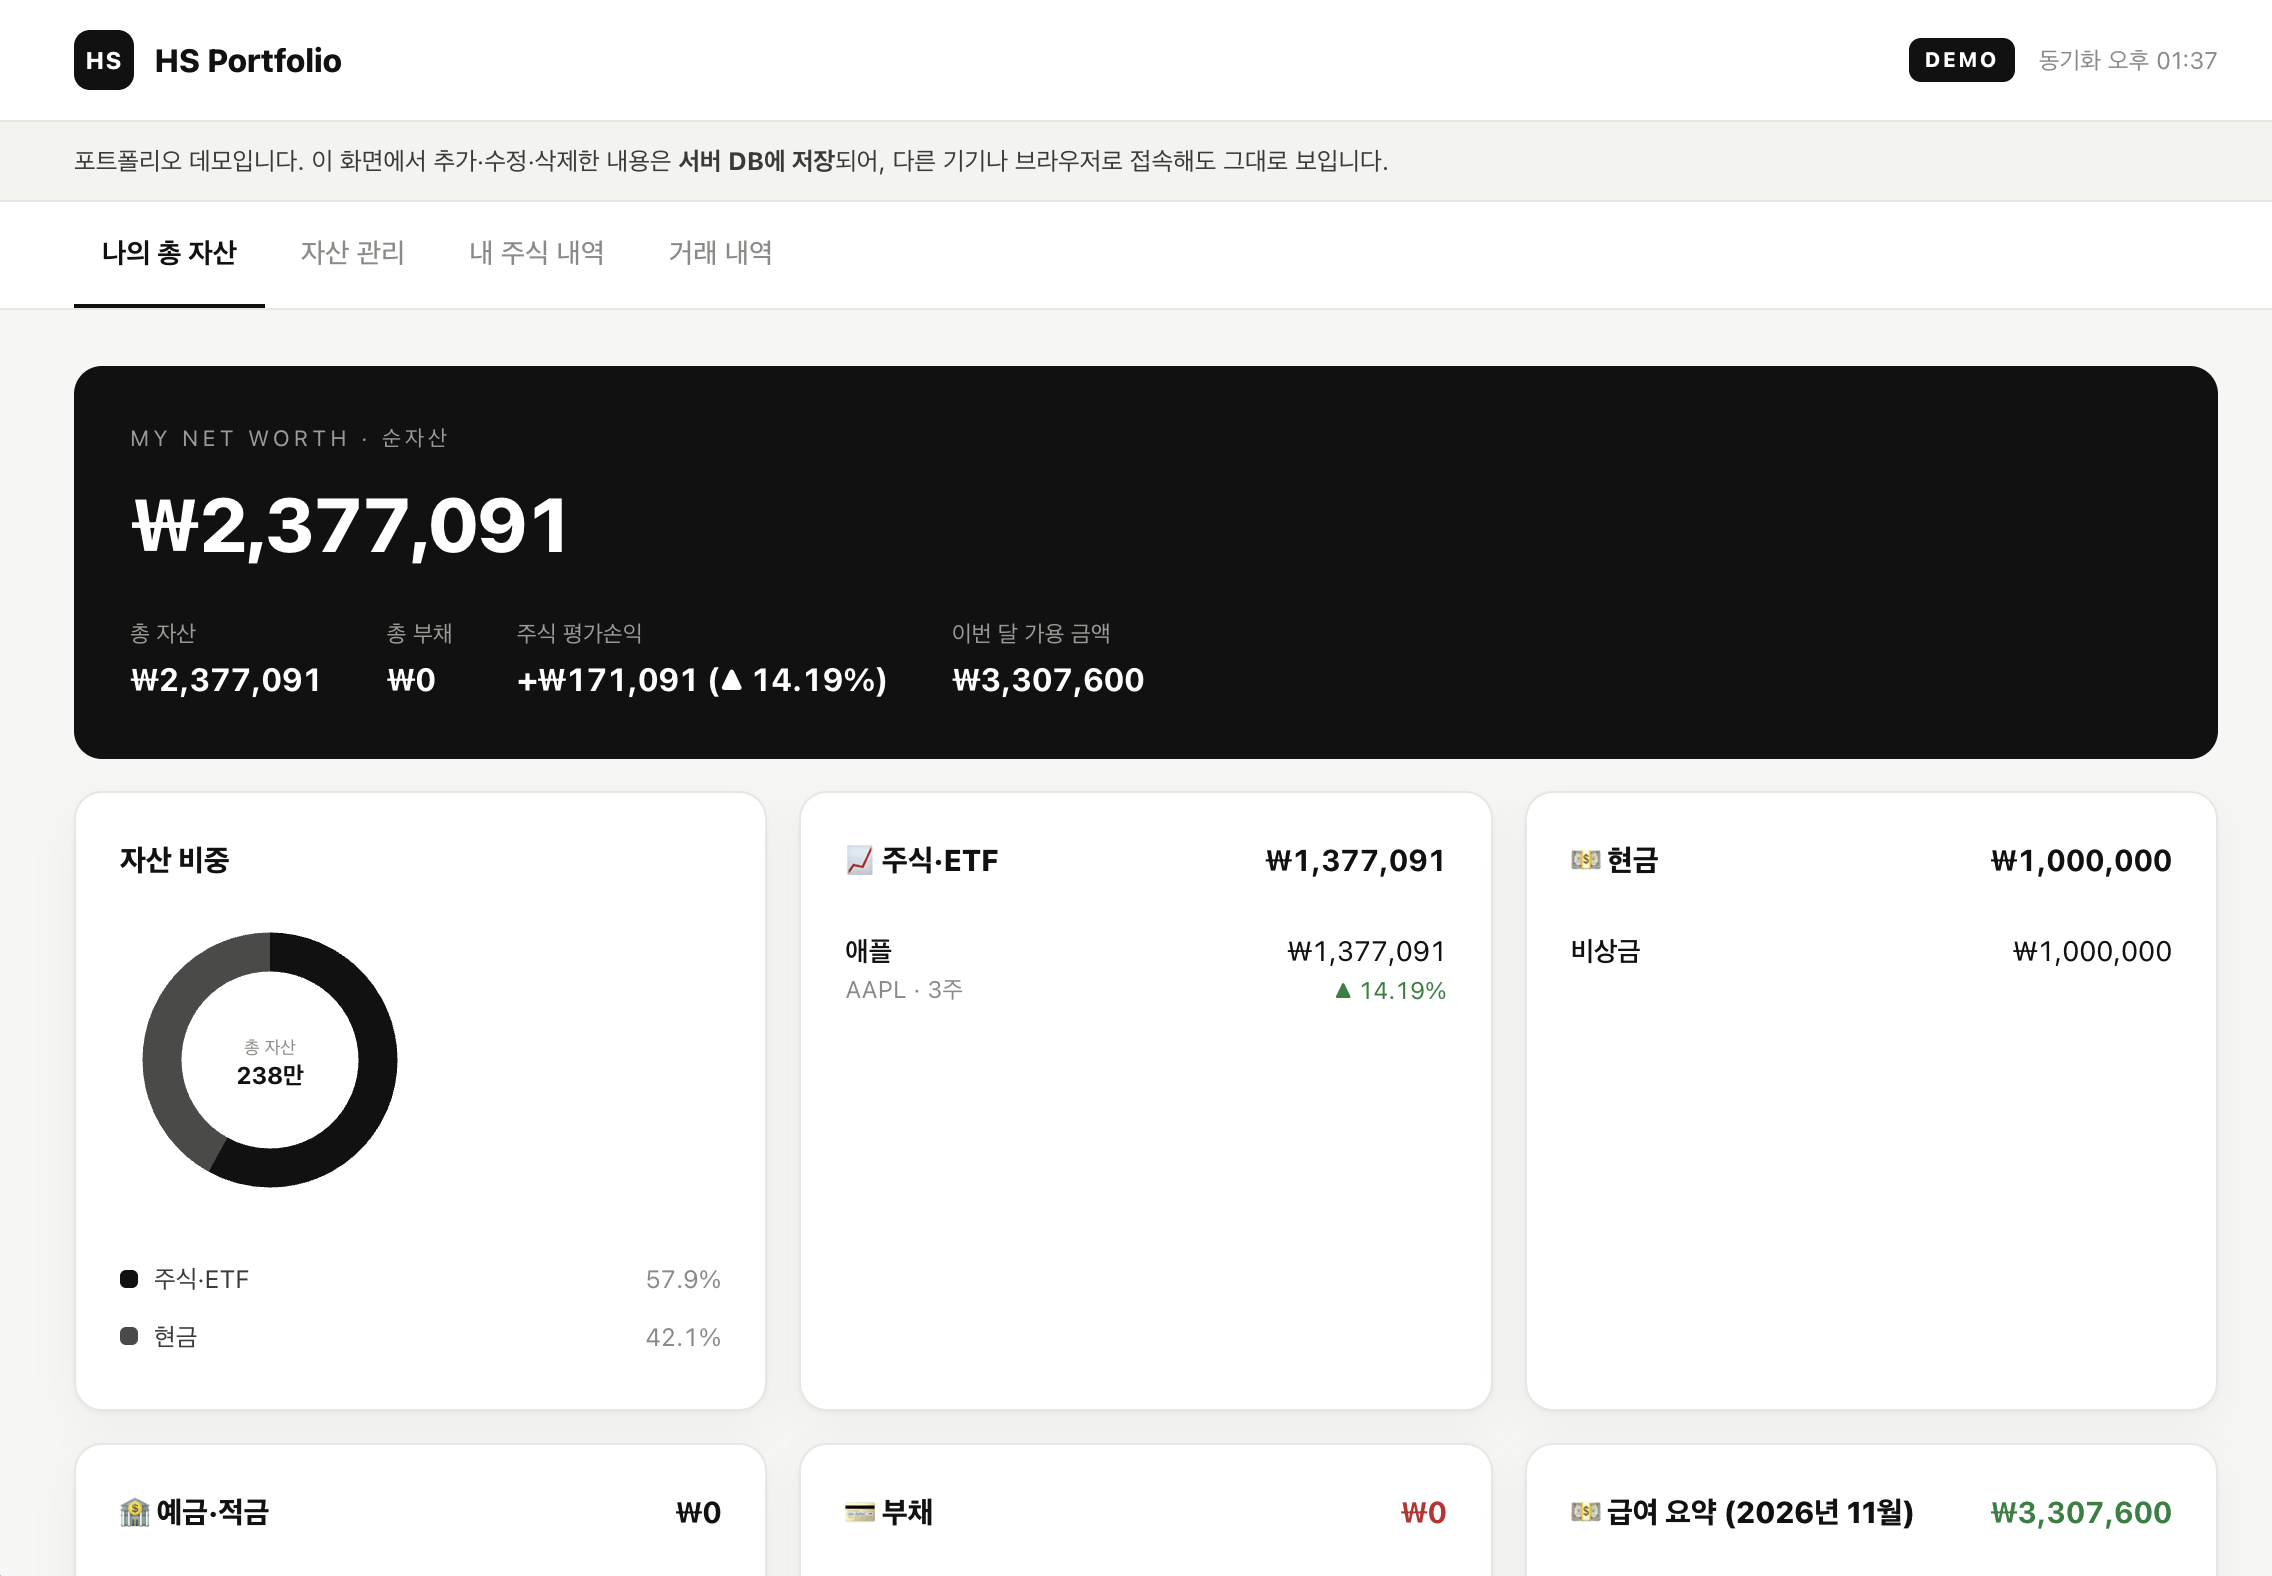 HS HS Portfolio
DEMO 동기화 오후 01:37
포트폴리오 데모입니다. 이 화면에서 추가·수정·삭제한 내용은 서버 DB에 저장되어, 다른 기기나 브라우저로 접속해도 그대로 보입니다.
나의 총 자산 자산 관리 내 주식 내역 거래 내역
MY NET WORTH · 순자산
₩2,377,091
총 자산 총 부채 주식 평가손익 이번 달 가용 금액
₩2,377,091 ₩0 +₩171,091 (▲ 14.19%) ₩3,307,600
자산 비중
총 자산
238만
주식·ETF 57.9%
현금 42.1%
주식·ETF ₩1,377,091
애플 ₩1,377,091
AAPL · 3주 ▲ 14.19%
현금 ₩1,000,000
비상금 ₩1,000,000
예금·적금 ₩0
부채 ₩0
급여 요약 (2026년 11월) ₩3,307,600